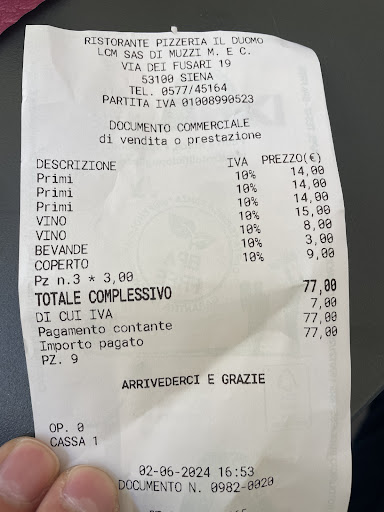 RISTORANTE PIZZERIA IL DUOMO
LCM SAS DI MUZZI M. E C.
VIA DEI FUSARI 19
53100 SIENA
TEL. 0577/45164
PARTITA IVA 01008990523
DOCUMENTO COMMERCIALE
di vendita o prestazione
DESCRIZIONE IVA PREZZO(€)
Primi 10% 14,00
Primi 10% 14,00
Primi 10% 14,00
VINO 10% 15,00
VINO 10% 8,00
BEVANDE 10% 3,00
COPERTO 10% 9,00
Pz n.3 * 3,00
TOTALE COMPLESSIVO 77,00
DI CUI IVA 7,00
Pagamento contante 77,00
Importo pagato 77,00
PZ. 9
ARRIVEDERCI E GRAZIE
OP. 0
CASSA 1
02-06-2024 16:53
DOCUMENTO N. 0982-0020